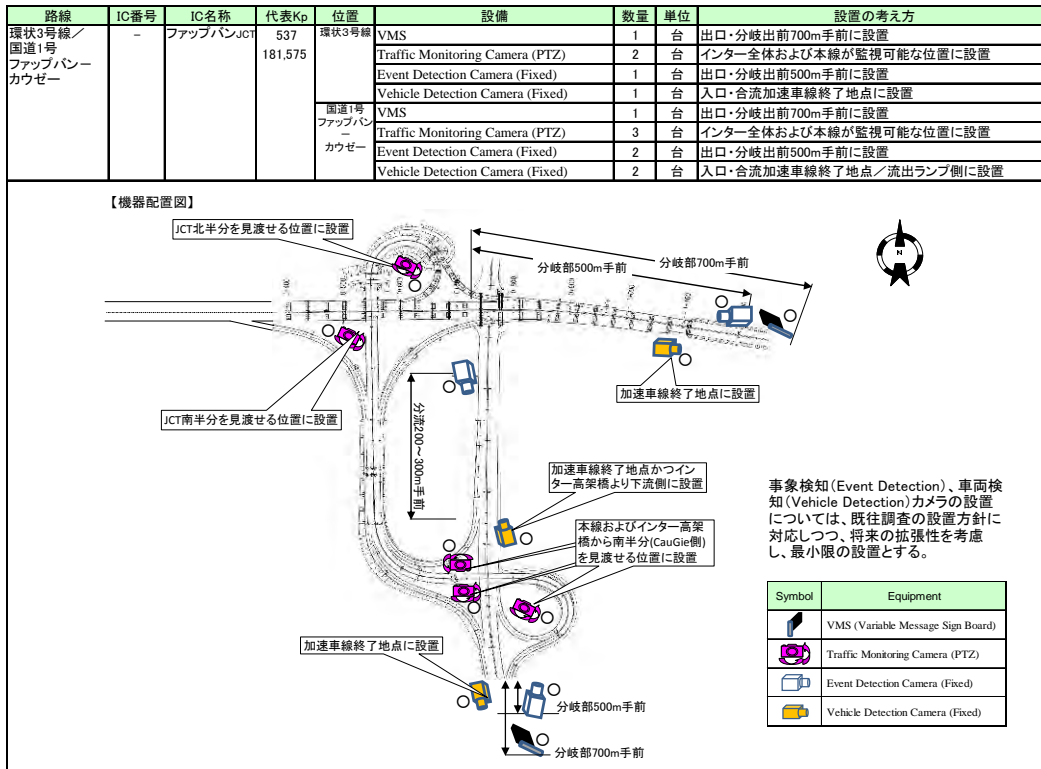 路線 IC番号 IC名称 代表Kp 位置 設備 数量 単位 設置の考え方
環状3号線／
国道1号
ファップバンー
カウゼー
－
ファップバンJCT
537
181,575
環状3号線
VMS 1 台 出口・分岐出前700m手前に設置
Traffic Monitoring Camera (PTZ) 2 台 インター全体および本線が監視可能な位置に設置
Event Detection Camera (Fixed) 1 台 出口・分岐出前500m手前に設置
Vehicle Detection Camera (Fixed) 1 台 入口・合流加速車線終了地点に設置
国道1号
ファップバン
ー
カウゼー
VMS 1 台 出口・分岐出前700m手前に設置
Traffic Monitoring Camera (PTZ) 3 台 インター全体および本線が監視可能な位置に設置
Event Detection Camera (Fixed) 2 台 出口・分岐出前500m手前に設置
Vehicle Detection Camera (Fixed) 2 台 入口・合流加速車線終了地点／流出ランプ側に設置
【機器配置図】
JCT北半分を見渡せる位置に設置
分岐部700m手前
分岐部500m手前
N
加速車線終了地点に設置
JCT南半分を見渡せる位置に設置
分流200～300m手前
加速車線終了地点かつイン
ター高架橋より下流側に設置
本線およびインター高架
橋から南半分(CauGie側)
を見渡せる位置に設置
事象検知(Event Detection)、車両検
知(Vehicle Detection)カメラの設置
については、既往調査の設置方針に
対応しつつ、将来の拡張性を考慮
し、最小限の設置とする。
Symbol Equipment
VMS (Variable Message Sign Board)
Traffic Monitoring Camera (PTZ)
Event Detection Camera (Fixed)
Vehicle Detection Camera (Fixed)
加速車線終了地点に設置
分岐部500m手前
分岐部700m手前